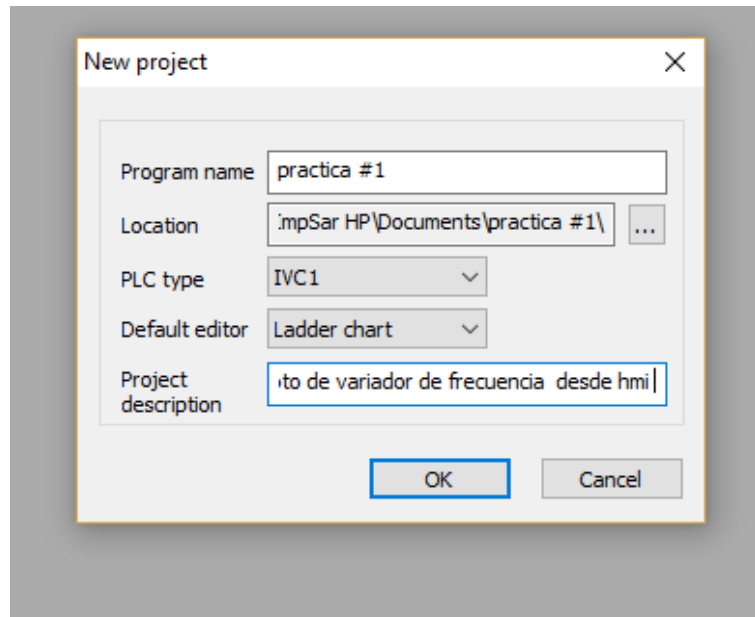 New project
Program name practica #1
Location :mpSar HP\Documents\practica #1\ ...
PLC type IVC1
Default editor Ladder chart
Project description to de variador de frecuencia desde hmi
OK Cancel